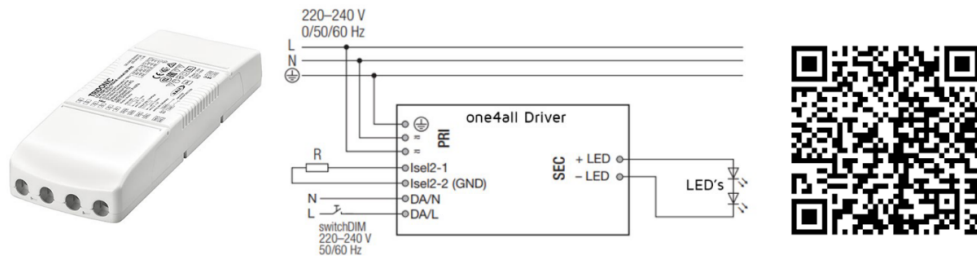 TRIDONIC
220–240 V
0/50/60 Hz
L
N
one4all Driver
PRI
=
=
R
Isel2-1
Isel2-2 (GND)
N
DA/N
L
DA/L
switchDIM
220–240 V
50/60 Hz
SEC
+ LED
– LED
LED's